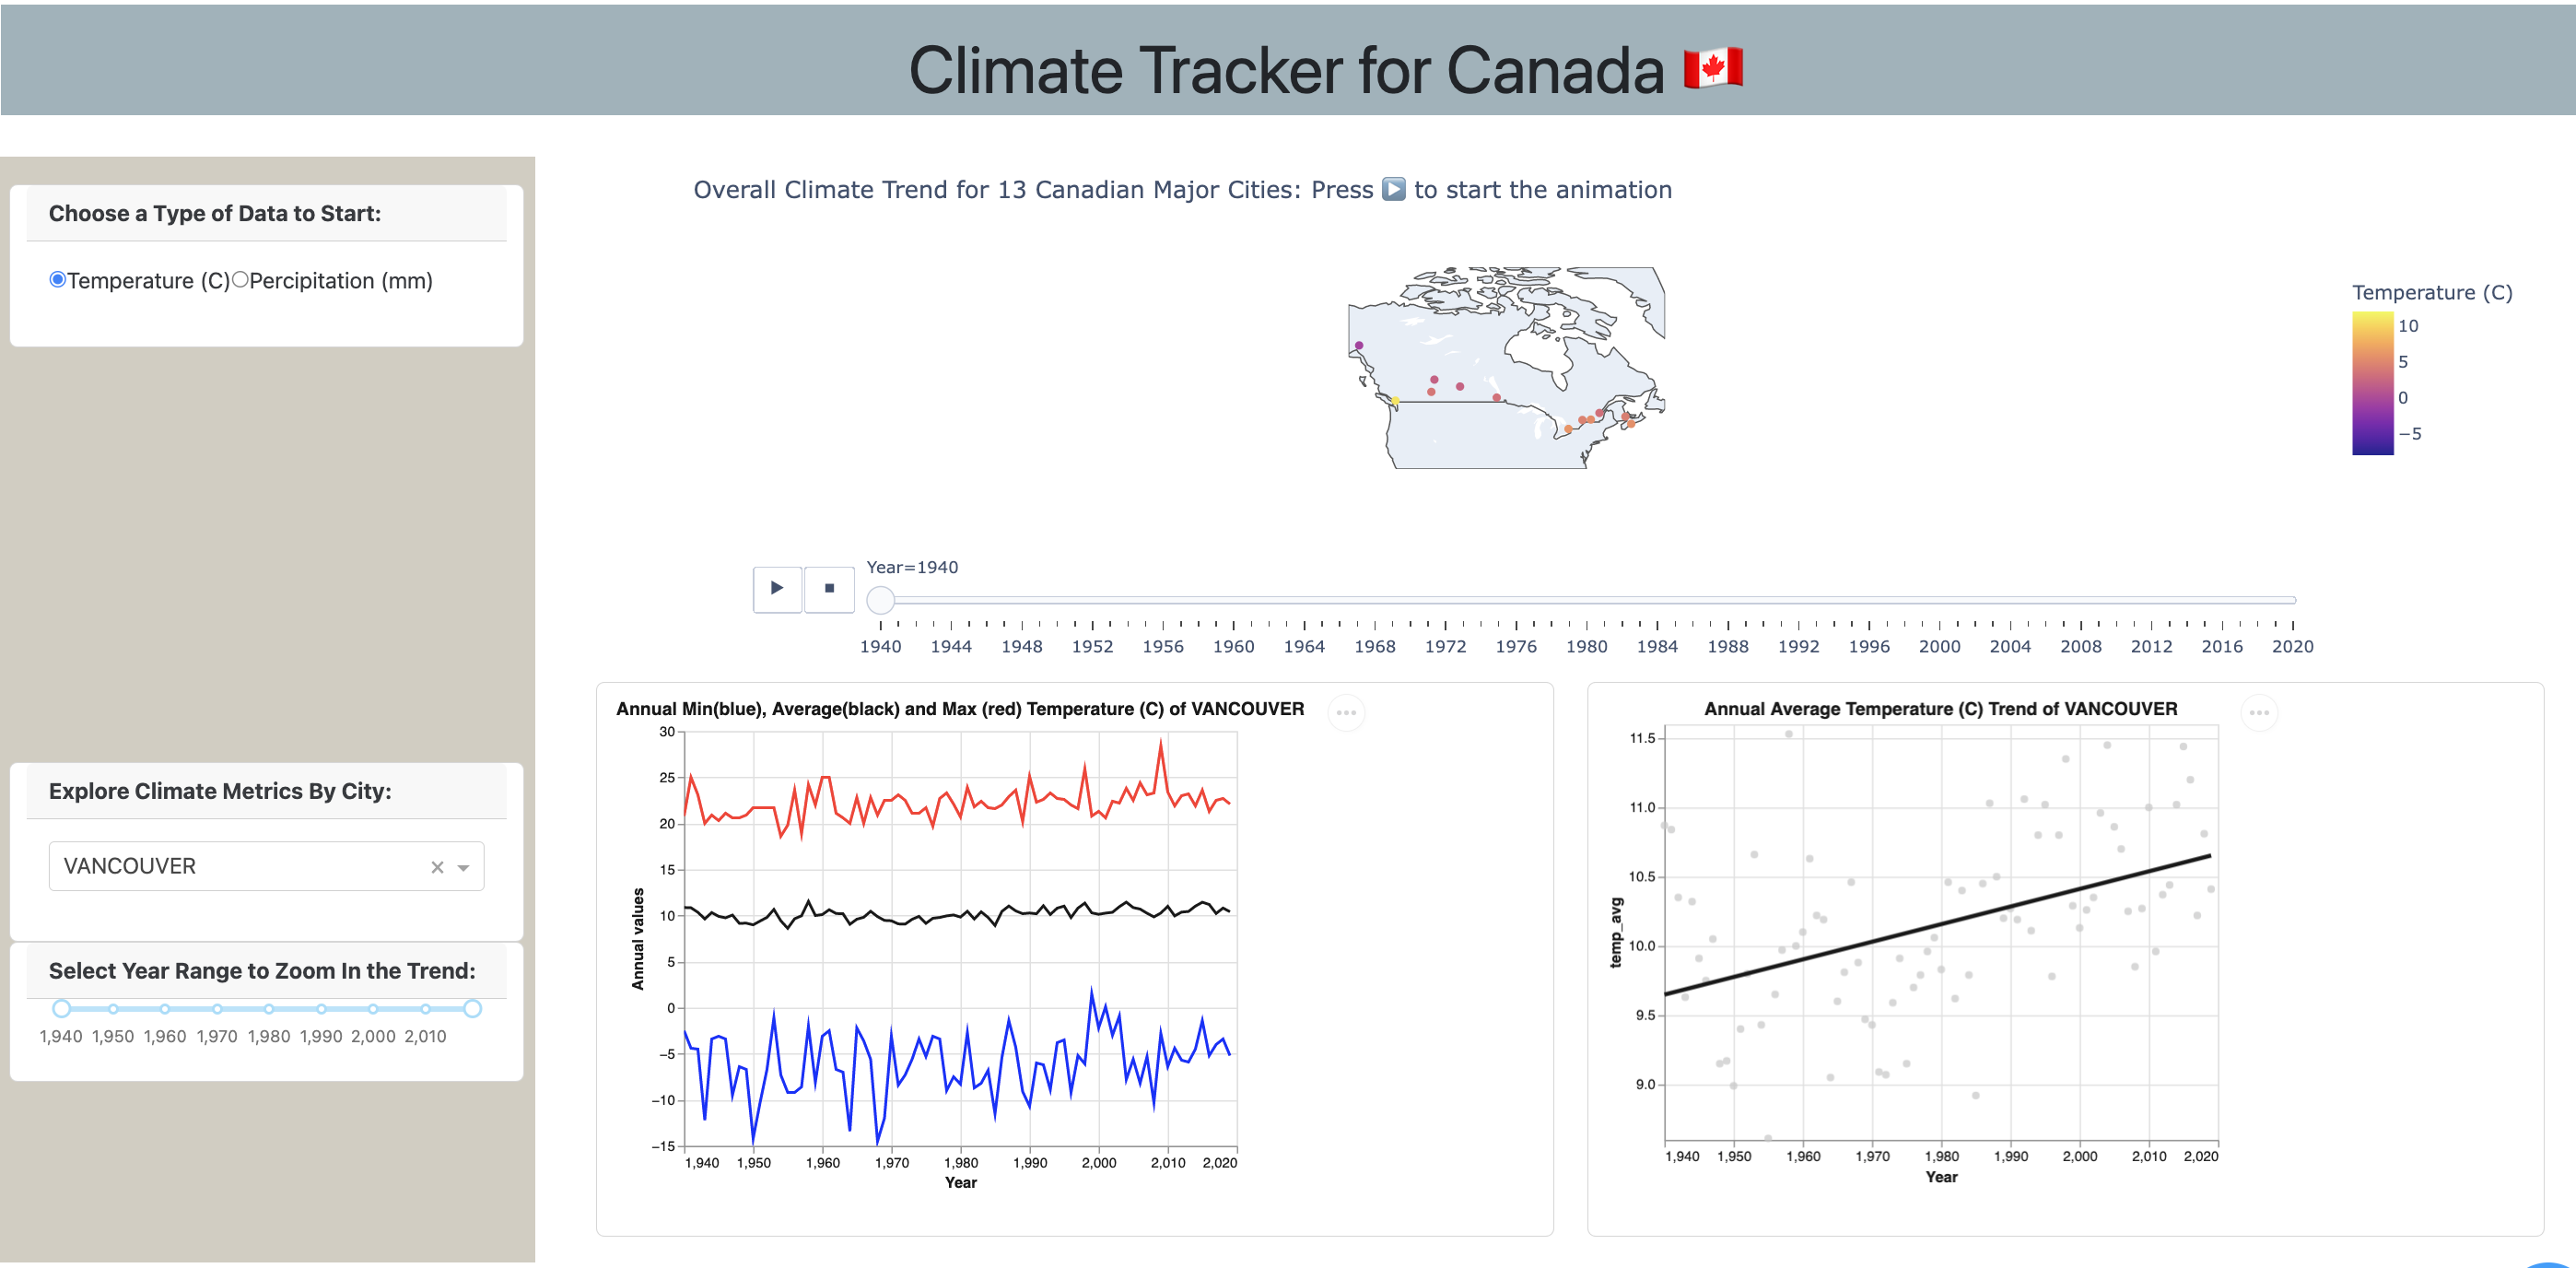 Climate Tracker for Canada 🇨🇦
Choose a Type of Data to Start:
Temperature (C) Percipitation (mm)
Explore Climate Metrics By City:
VANCOUVER
Select Year Range to Zoom In the Trend:
1,940 1,950 1,960 1,970 1,980 1,990 2,000 2,010
Overall Climate Trend for 13 Canadian Major Cities: Press ▶️ to start the animation
Temperature (C)
10
5
0
−5
Year=1940
1940 1944 1948 1952 1956 1960 1964 1968 1972 1976 1980 1984 1988 1992 1996 2000 2004 2008 2012 2016 2020
Annual Min(blue), Average(black) and Max (red) Temperature (C) of VANCOUVER
30
25
20
15
10
5
0
−5
−10
−15
Annual values
1,940 1,950 1,960 1,970 1,980 1,990 2,000 2,010 2,020
Year
Annual Average Temperature (C) Trend of VANCOUVER
11.5
11.0
10.5
10.0
9.5
9.0
temp_avg
1,940 1,950 1,960 1,970 1,980 1,990 2,000 2,010 2,020
Year